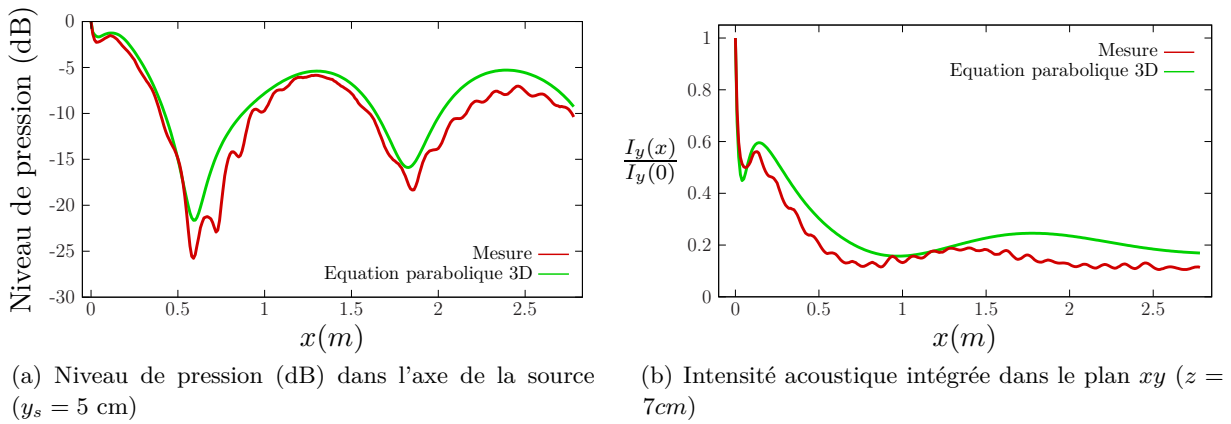 0
-5
-10
-15
-20
-25
-30
Niveau de pression (dB)
Mesure
Equation parabolique 3D
0 0.5 1 1.5 2 2.5
x(m)
(a) Niveau de pression (dB) dans l'axe de la source
(y_s = 5 cm)
1
0.8
0.6
0.4
0.2
0
I_y(x)
I_y(0)
Mesure
Equation parabolique 3D
0 0.5 1 1.5 2 2.5
x(m)
(b) Intensité acoustique intégrée dans le plan xy (z =
7cm)